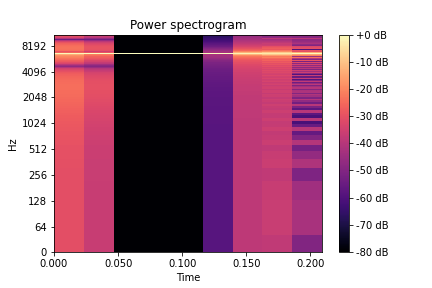 Power spectrogram
8192
4096
2048
1024
512
256
128
64
0
Hz
0.000 0.050 0.100 0.150 0.200
Time
+0 dB
-10 dB
-20 dB
-30 dB
-40 dB
-50 dB
-60 dB
-70 dB
-80 dB